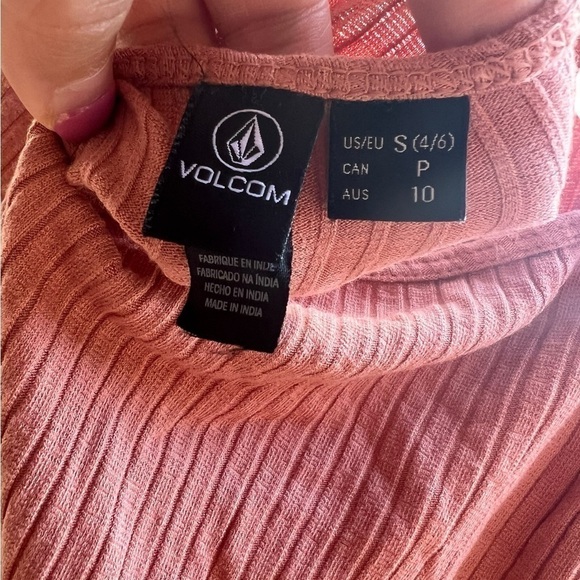 VOLCOM
US/EU S (4/6)
CAN P
AUS 10
FABRIQUE EN INDE
FABRICADO NA ÍNDIA
HECHO EN INDIA
MADE IN INDIA